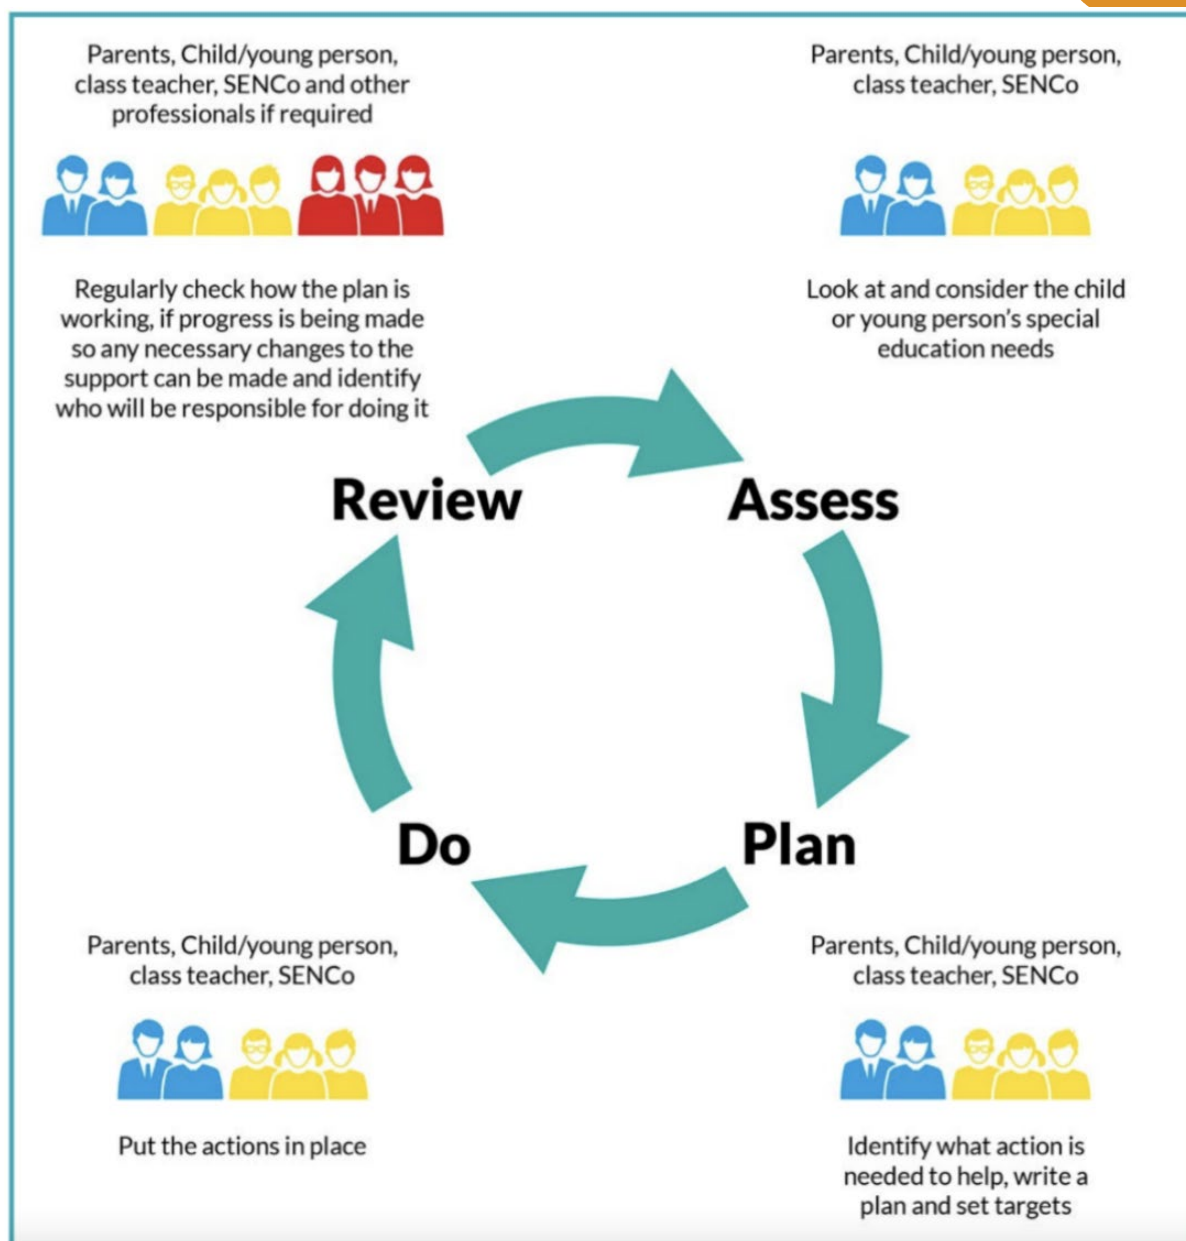 Parents, Child/young person,
class teacher, SENCo and other
professionals if required
Regularly check how the plan is
working, if progress is being made
so any necessary changes to the
support can be made and identify
who will be responsible for doing it
Parents, Child/young person,
class teacher, SENCo
Look at and consider the child
or young person's special
education needs
Review
Assess
Do
Plan
Parents, Child/young person,
class teacher, SENCo
Put the actions in place
Parents, Child/young person,
class teacher, SENCo
Identify what action is
needed to help, write a
plan and set targets